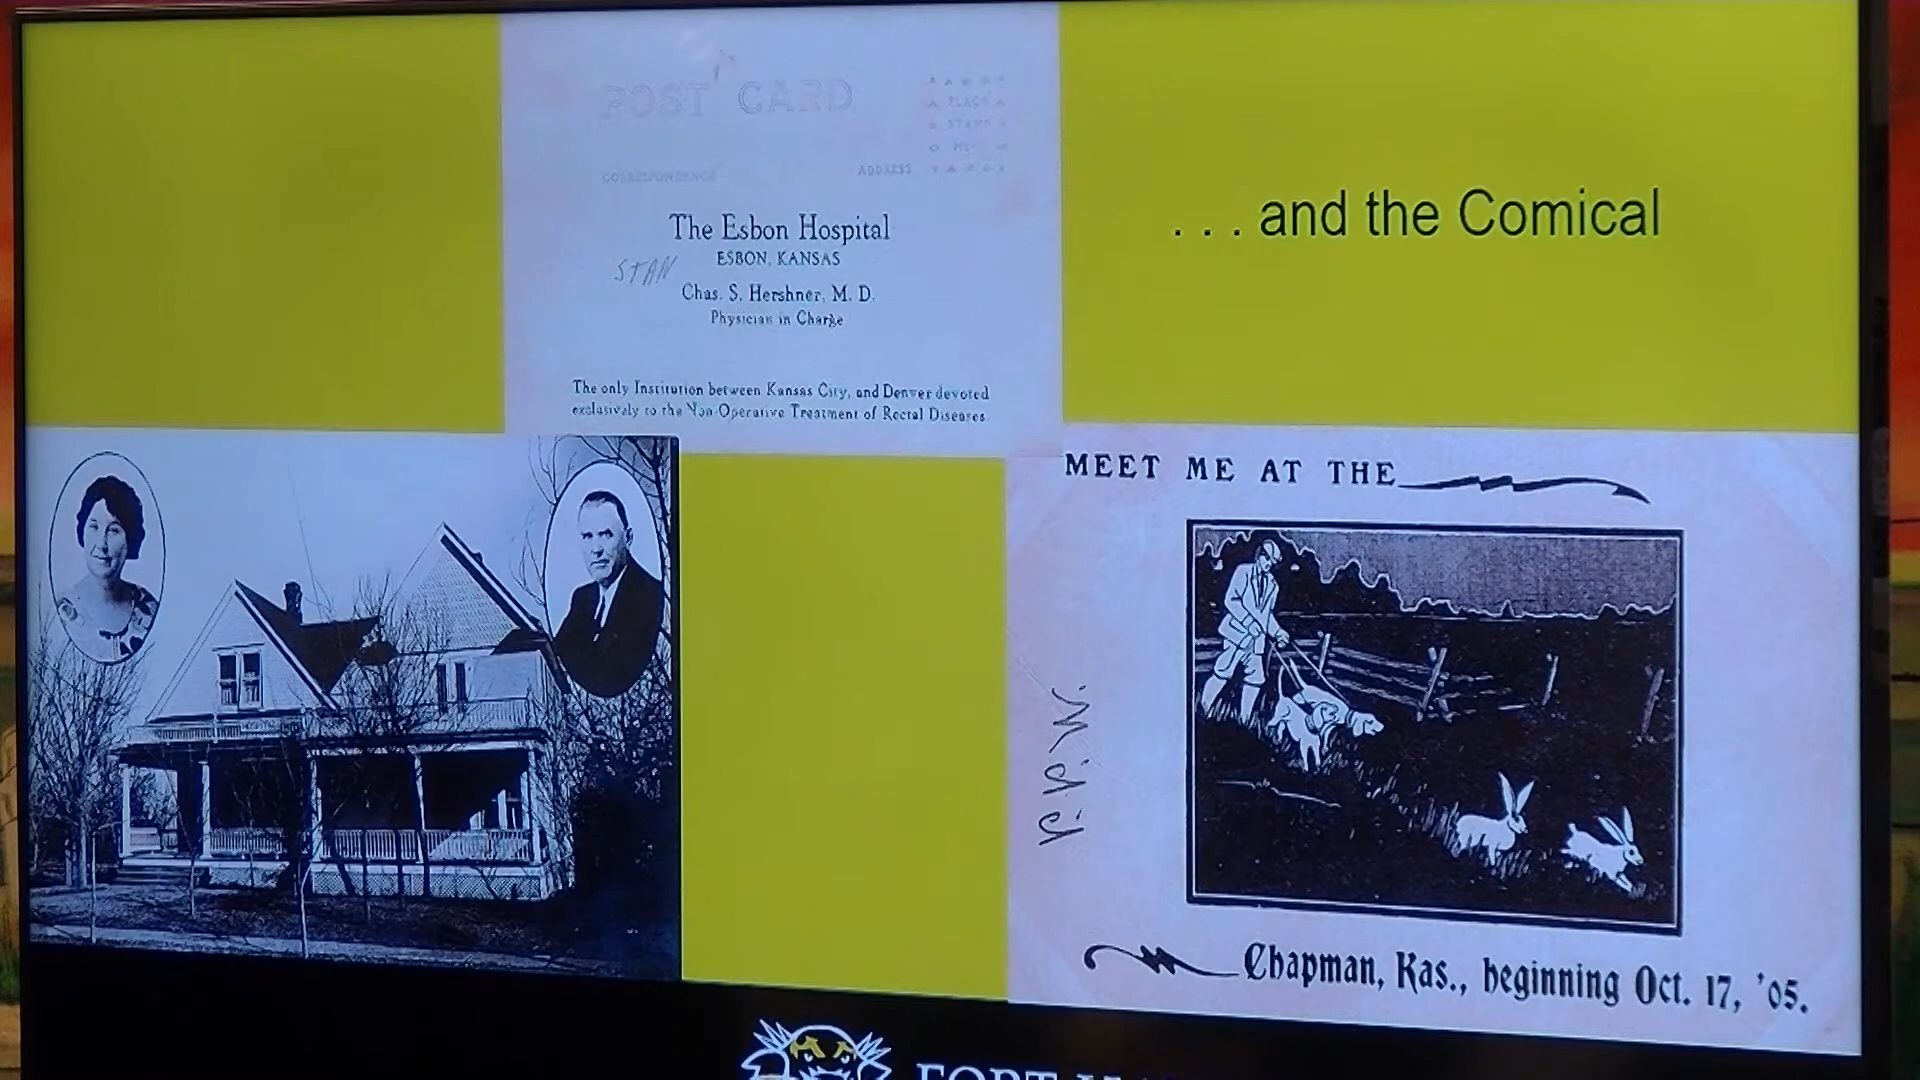 POST CARD
PLACE
STAMP
CORRESPONDENCE
ADDRESS
The Esbon Hospital
ESBON, KANSAS
STAN
Chas. S. Hershner, M. D.
Physician in Charge
The only Institution between Kansas City, and Denver devoted
exclusively to the Non-Operative Treatment of Rectal Diseases.
. . . and the Comical
MEET ME AT THE
Chapman, Kas., beginning Oct. 17, '05.
FORT